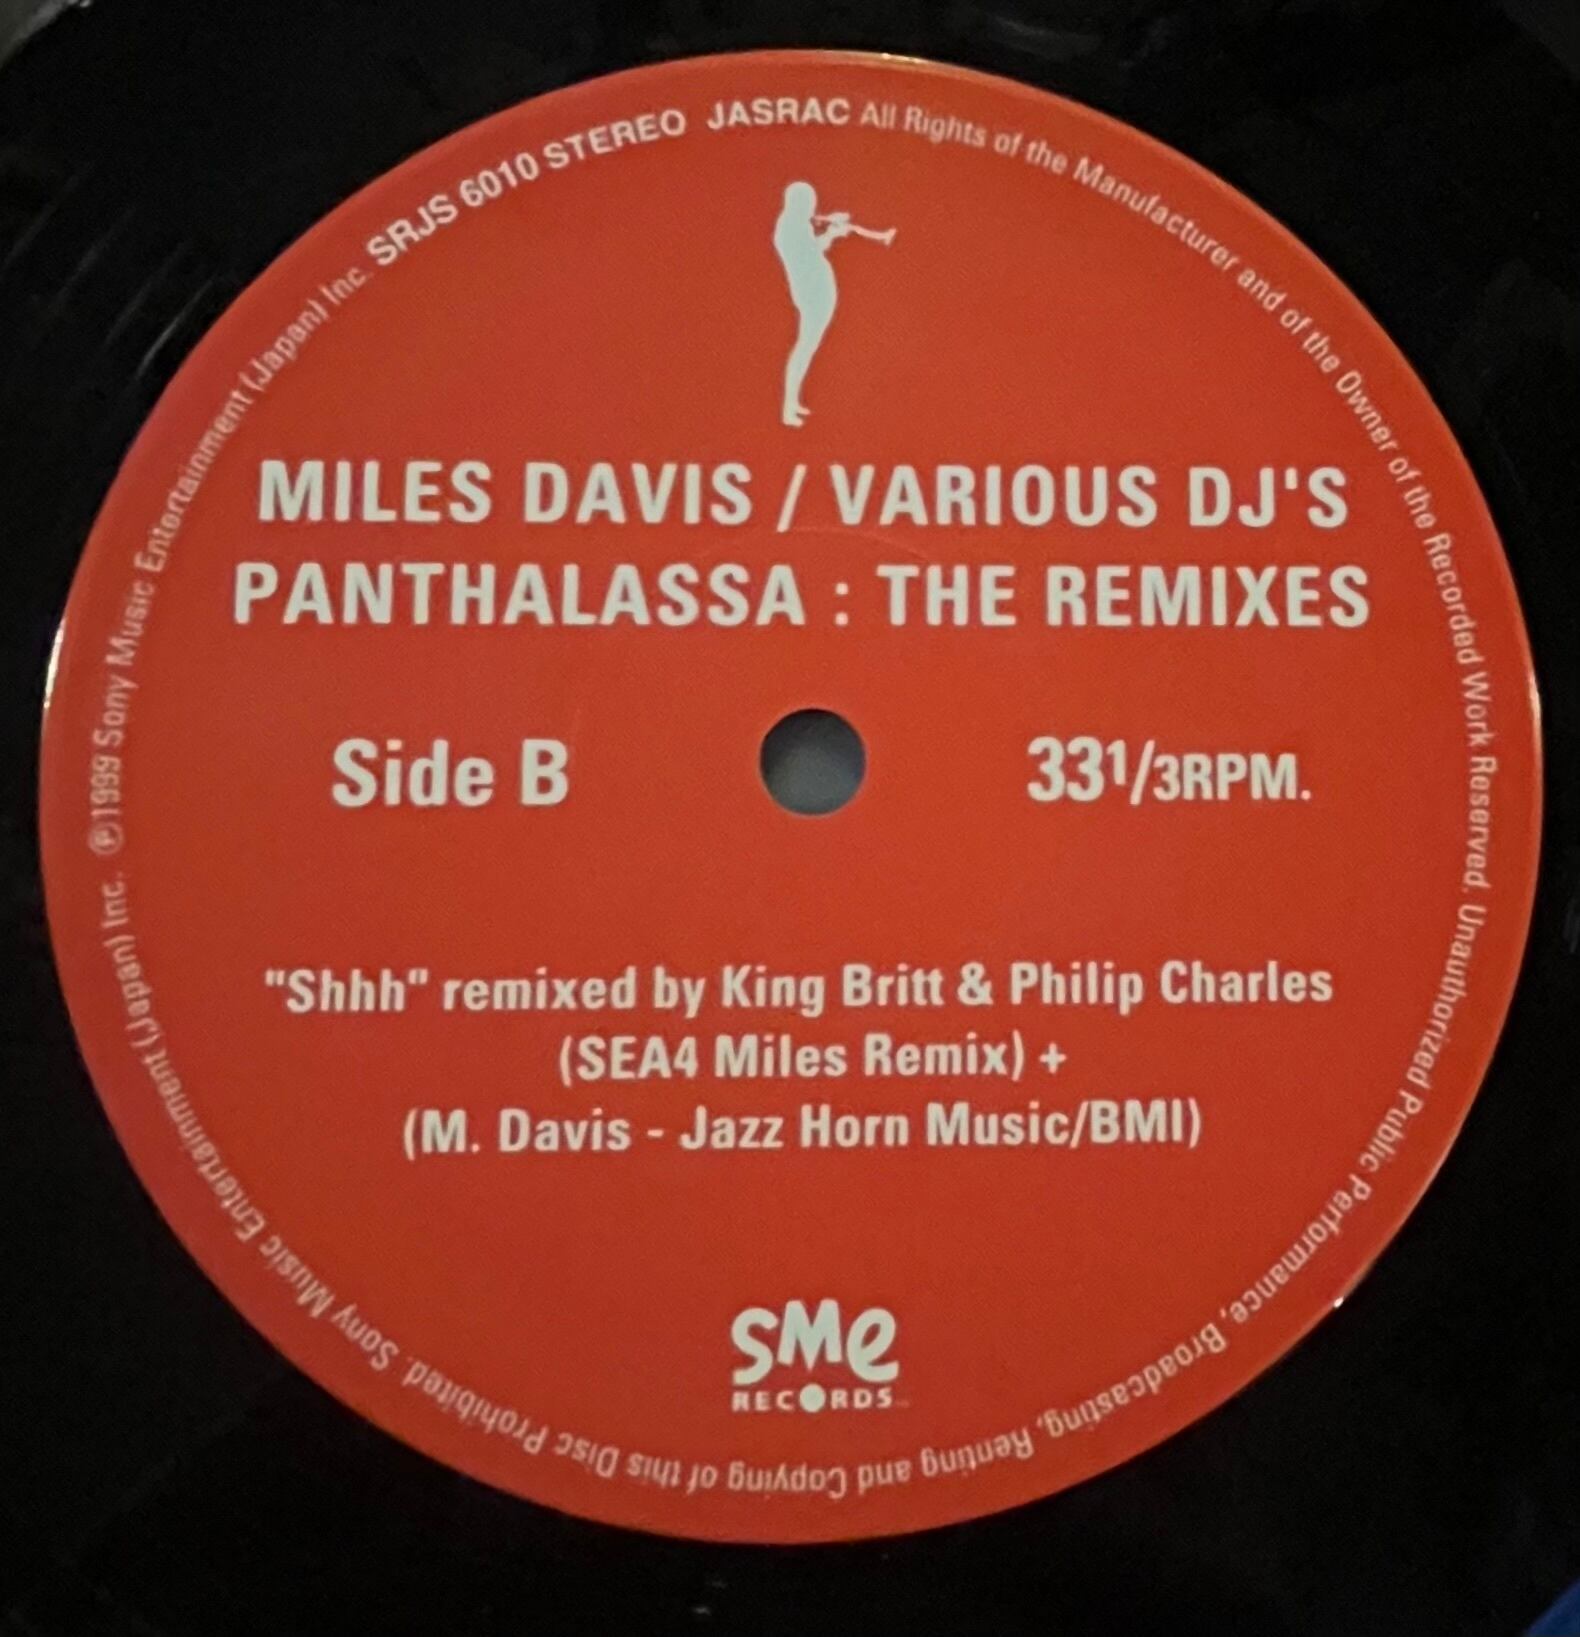 SRJS 6010 STEREO JASRAC All Rights of the Manufacturer and of the Owner of the Recorded Work Reserved. Unauthorized Public Performance, Broadcasting, Renting and Copying of this Disc Prohibited. Sony Music Entertainment (Japan) Inc. ℗1999 Sony Music Entertainment (Japan) Inc.
MILES DAVIS / VARIOUS DJ'S
PANTHALASSA : THE REMIXES
Side B
33 1/3RPM.
"Shhh" remixed by King Britt & Philip Charles
(SEA4 Miles Remix) +
(M. Davis - Jazz Horn Music/BMI)
SMe
RECORDS